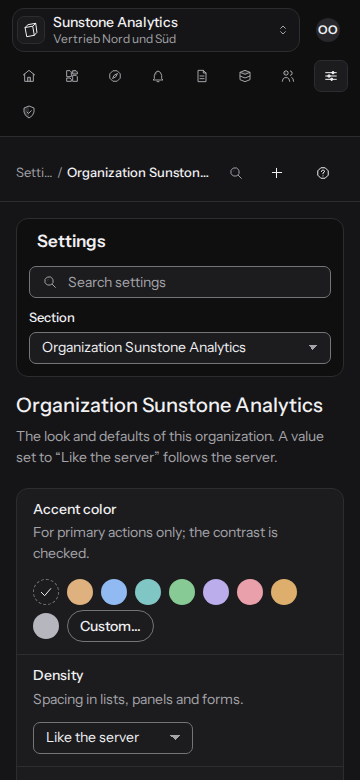 Sunstone Analytics
Vertrieb Nord und Süd
OO
Setti... / Organization Sunston...
Settings
Search settings
Section
Organization Sunstone Analytics
Organization Sunstone Analytics
The look and defaults of this organization. A value
set to “Like the server” follows the server.
Accent color
For primary actions only; the contrast is
checked.
Custom...
Density
Spacing in lists, panels and forms.
Like the server